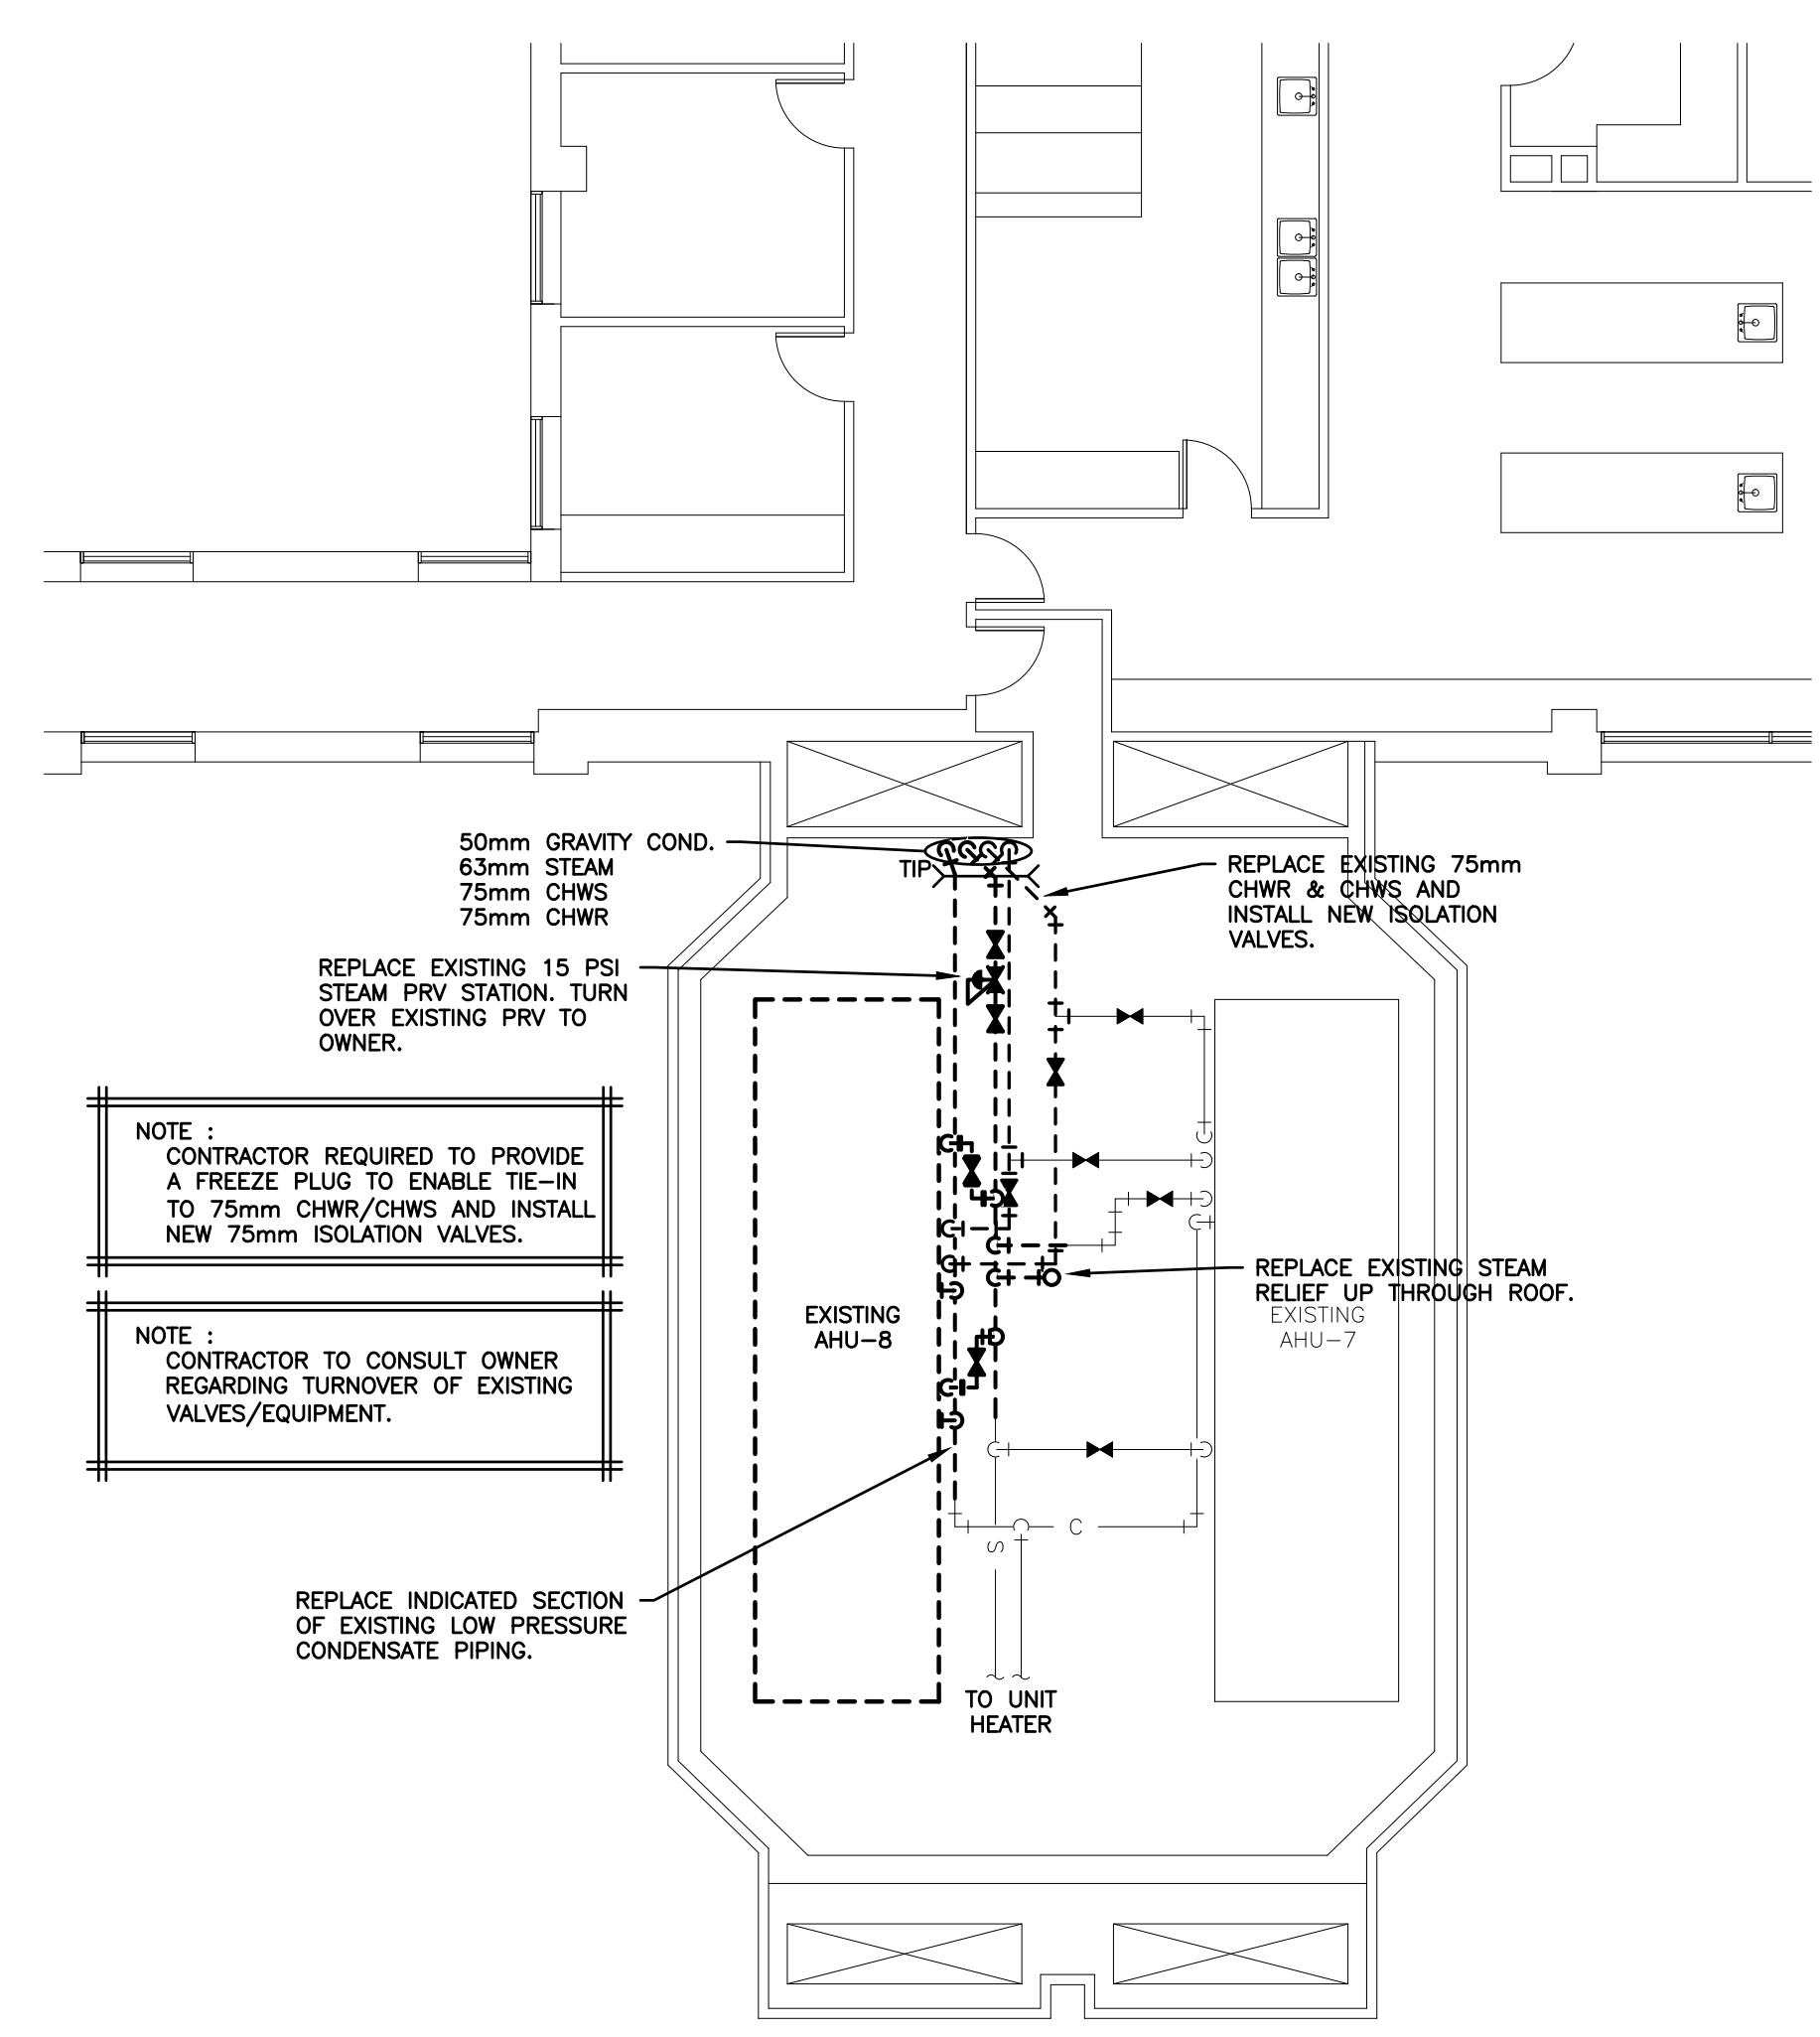 50mm GRAVITY COND.
63mm STEAM
75mm CHWS
75mm CHWR
TIP
REPLACE EXISTING 75mm
CHWR & CHWS AND
INSTALL NEW ISOLATION
VALVES.
REPLACE EXISTING 15 PSI
STEAM PRV STATION. TURN
OVER EXISTING PRV TO
OWNER.
NOTE :
CONTRACTOR REQUIRED TO PROVIDE
A FREEZE PLUG TO ENABLE TIE-IN
TO 75mm CHWR/CHWS AND INSTALL
NEW 75mm ISOLATION VALVES.
NOTE :
CONTRACTOR TO CONSULT OWNER
REGARDING TURNOVER OF EXISTING
VALVES/EQUIPMENT.
EXISTING
AHU-8
REPLACE EXISTING STEAM
RELIEF UP THROUGH ROOF.
EXISTING
AHU-7
C
S
REPLACE INDICATED SECTION
OF EXISTING LOW PRESSURE
CONDENSATE PIPING.
TO UNIT
HEATER